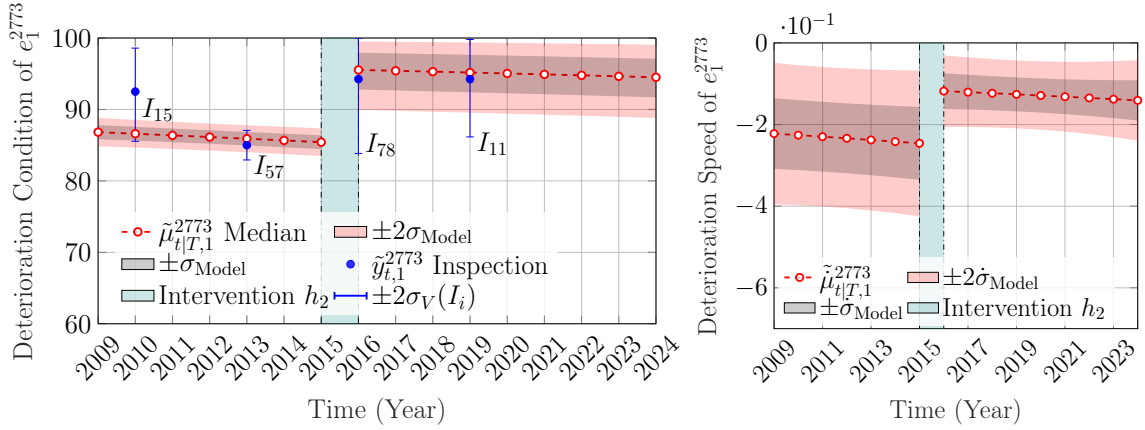 Deterioration Condition of e_1^2773
100
90
80
70
60
I_15
I_57
I_78
I_11
μ̃_t|T,1^2773 Median
±2σ_Model
±σ_Model
ỹ_t,1^2773 Inspection
Intervention h_2
±2σ_V(I_i)
2009 2010 2011 2012 2013 2014 2015 2016 2017 2018 2019 2020 2021 2022 2023 2024
Time (Year)
Deterioration Speed of e_1^2773
·10^−1
0
−2
−4
−6
μ̇̃_t|T,1^2773
±2σ̇_Model
±σ̇_Model
Intervention h_2
2009 2011 2013 2015 2017 2019 2021 2023
Time (Year)